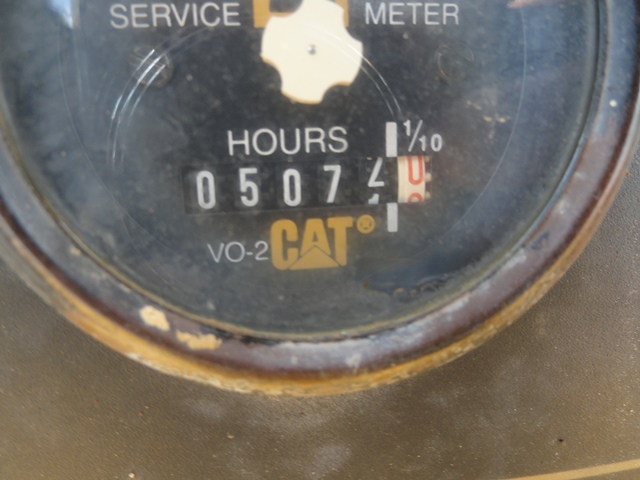 SERVICE METER
HOURS 1/10
0507
VO-2 CAT®